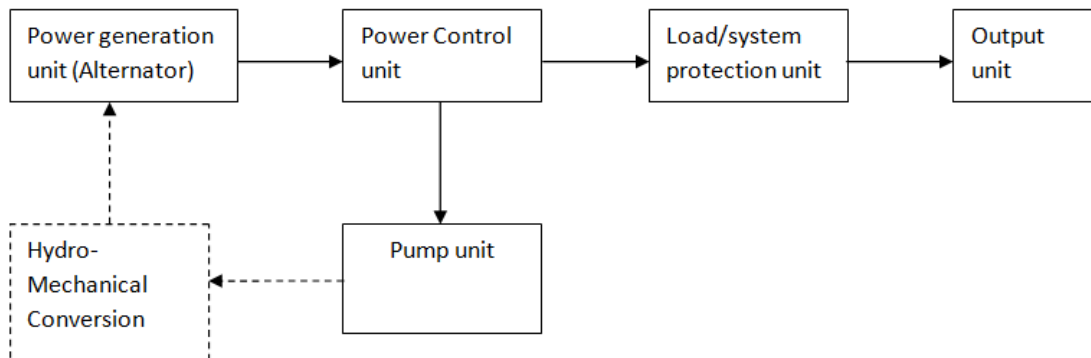 Power generation
unit (Alternator)
Power Control
unit
Load/system
protection unit
Output
unit
Hydro-
Mechanical
Conversion
Pump unit